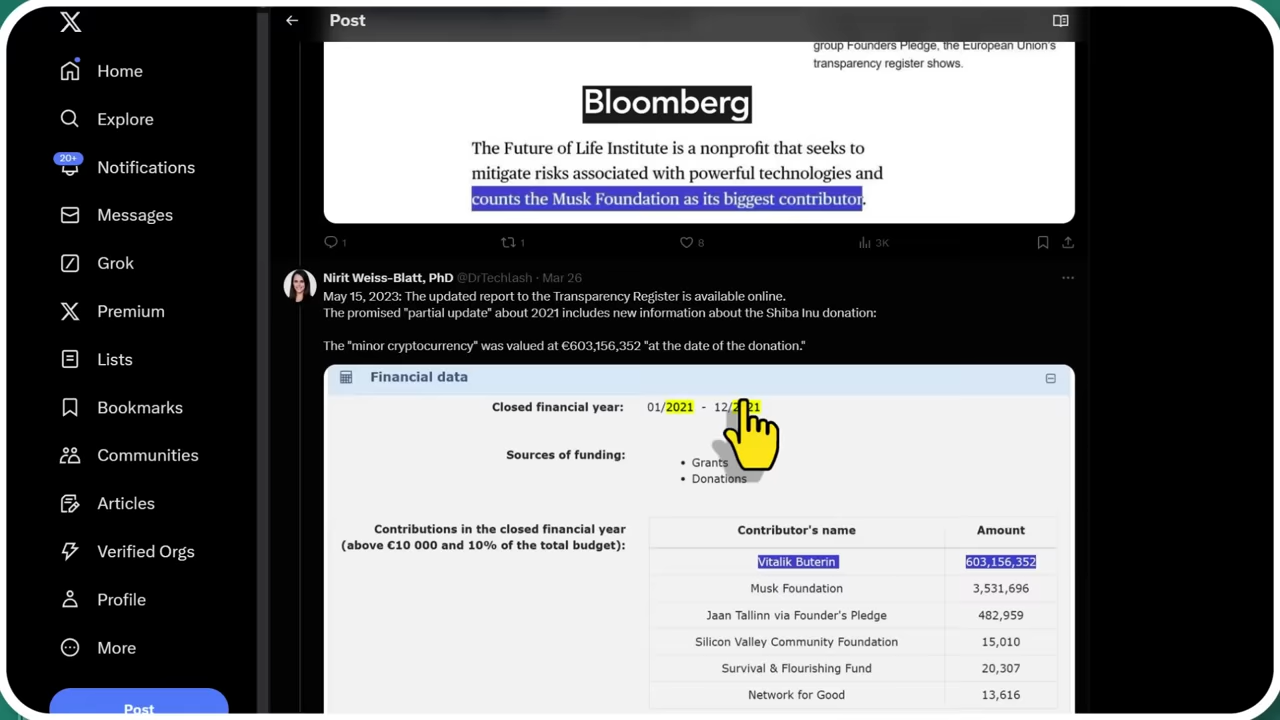 Post
Home
Explore
20+
Notifications
Messages
Grok
Premium
Lists
Bookmarks
Communities
Articles
Verified Orgs
Profile
More
Post
group Founders Pledge, the European Union's
transparency register shows.
Bloomberg
The Future of Life Institute is a nonprofit that seeks to
mitigate risks associated with powerful technologies and
counts the Musk Foundation as its biggest contributor.
1 1 8 3K
Nirit Weiss-Blatt, PhD @DrTechlash · Mar 26
May 15, 2023: The updated report to the Transparency Register is available online.
The promised "partial update" about 2021 includes new information about the Shiba Inu donation:
The "minor cryptocurrency" was valued at €603,156,352 "at the date of the donation."
Financial data
Closed financial year: 01/2021 - 12/2021
Sources of funding:
• Grants
• Donations
Contributions in the closed financial year
(above €10 000 and 10% of the total budget):
Contributor's name Amount
Vitalik Buterin 603,156,352
Musk Foundation 3,531,696
Jaan Tallinn via Founder's Pledge 482,959
Silicon Valley Community Foundation 15,010
Survival & Flourishing Fund 20,307
Network for Good 13,616